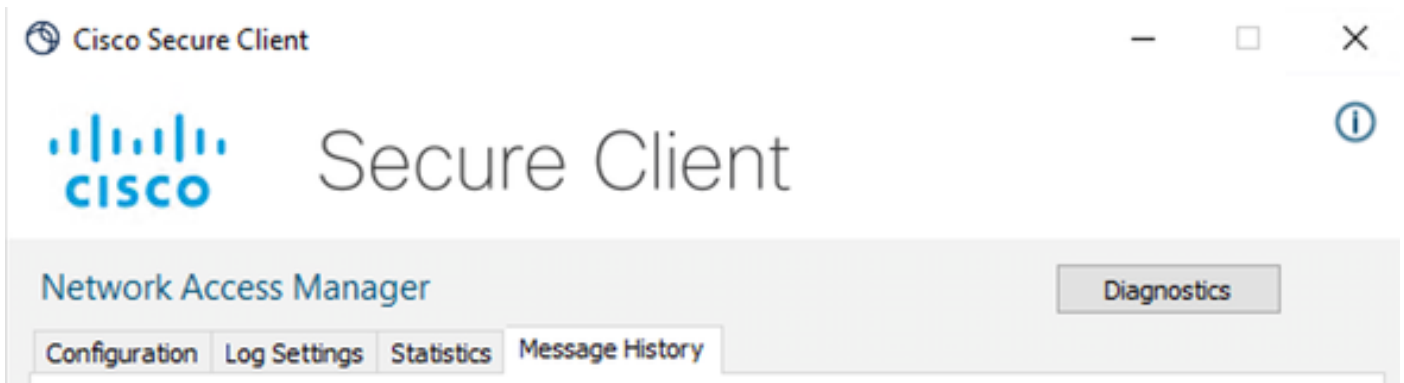 Cisco Secure Client
CISCO
Secure Client
Network Access Manager
Diagnostics
Configuration Log Settings Statistics Message History